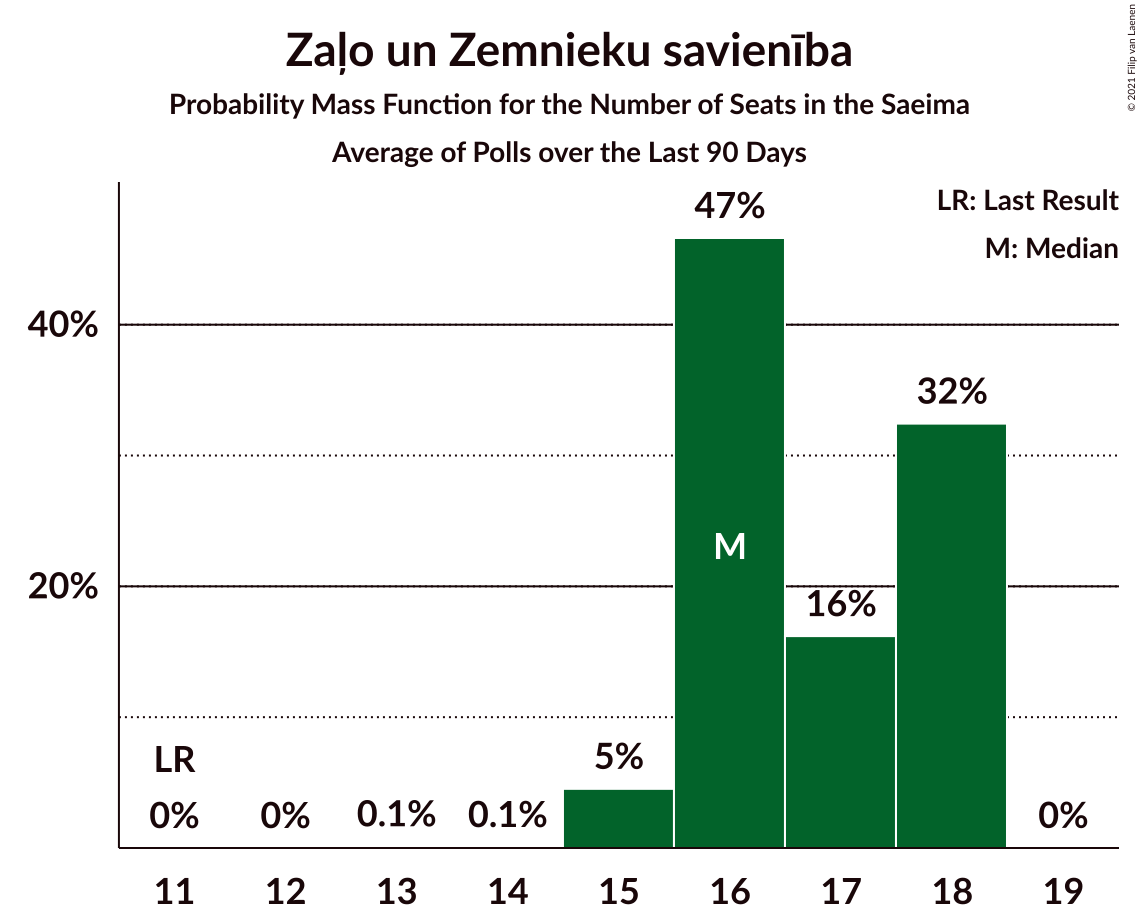 Zaļo un Zemnieku savienība
Probability Mass Function for the Number of Seats in the Saeima
Average of Polls over the Last 90 Days
© 2021 Filip van Laenen
LR: Last Result
M: Median
47%
40%
32%
M
20%
16%
LR
5%
0% 0% 0.1% 0.1% 0%
11 12 13 14 15 16 17 18 19